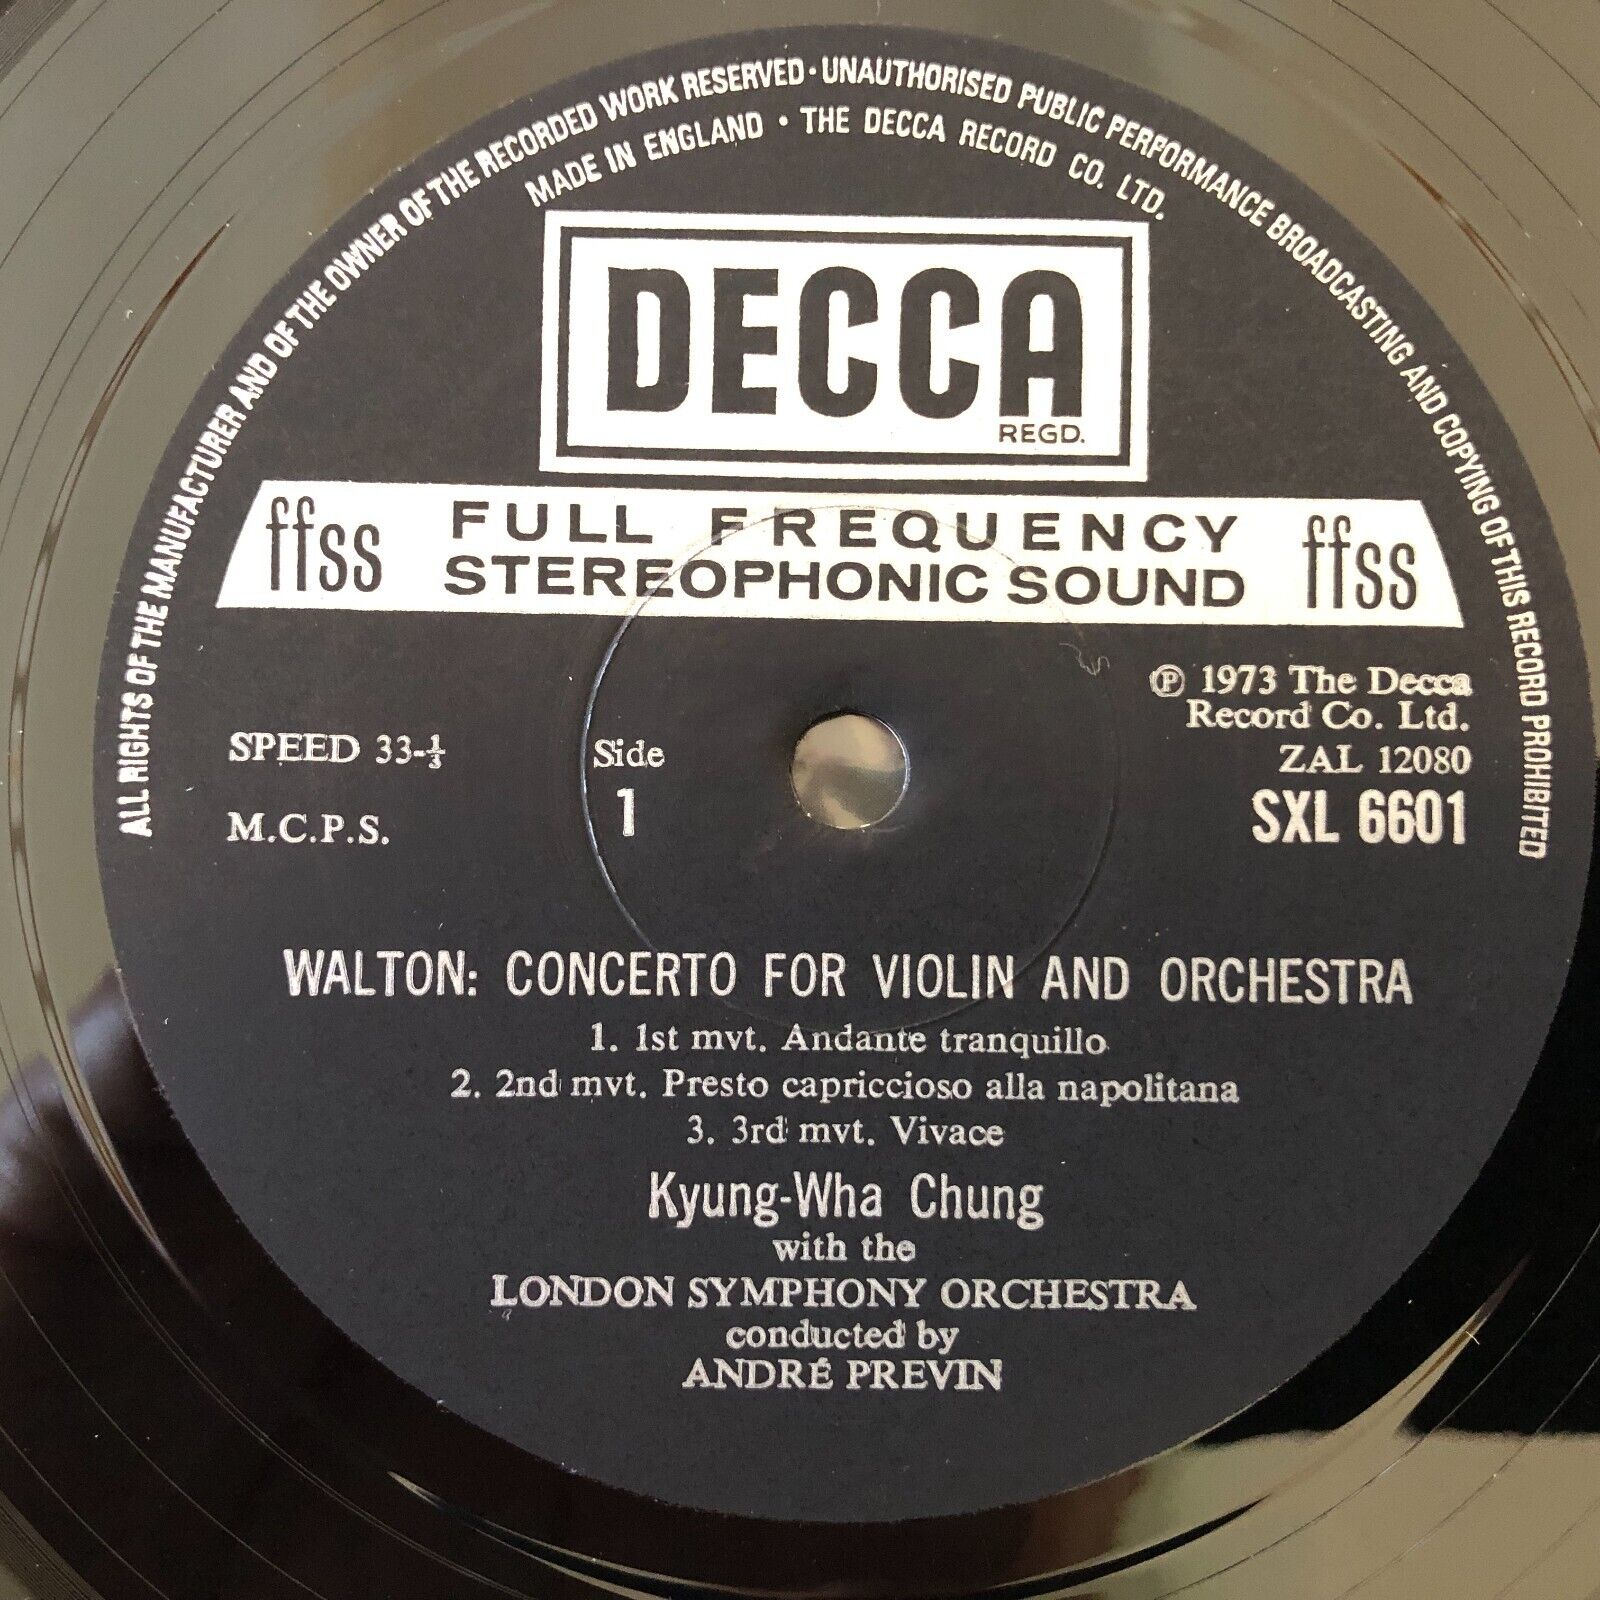 ALL RIGHTS OF THE MANUFACTURER AND OF THE OWNER OF THE RECORDED WORK RESERVED · UNAUTHORISED PUBLIC PERFORMANCE BROADCASTING AND COPYING OF THIS RECORD PROHIBITED
MADE IN ENGLAND · THE DECCA RECORD CO. LTD.
DECCA
REGD.
ffss FULL FREQUENCY ffss
STEREOPHONIC SOUND
℗ 1973 The Decca
Record Co. Ltd.
SPEED 33-⅓ Side ZAL 12080
M.C.P.S. 1 SXL 6601
WALTON: CONCERTO FOR VIOLIN AND ORCHESTRA
1. 1st mvt. Andante tranquillo
2. 2nd mvt. Presto capriccioso alla napolitana
3. 3rd mvt. Vivace
Kyung-Wha Chung
with the
LONDON SYMPHONY ORCHESTRA
conducted by
ANDRÉ PREVIN